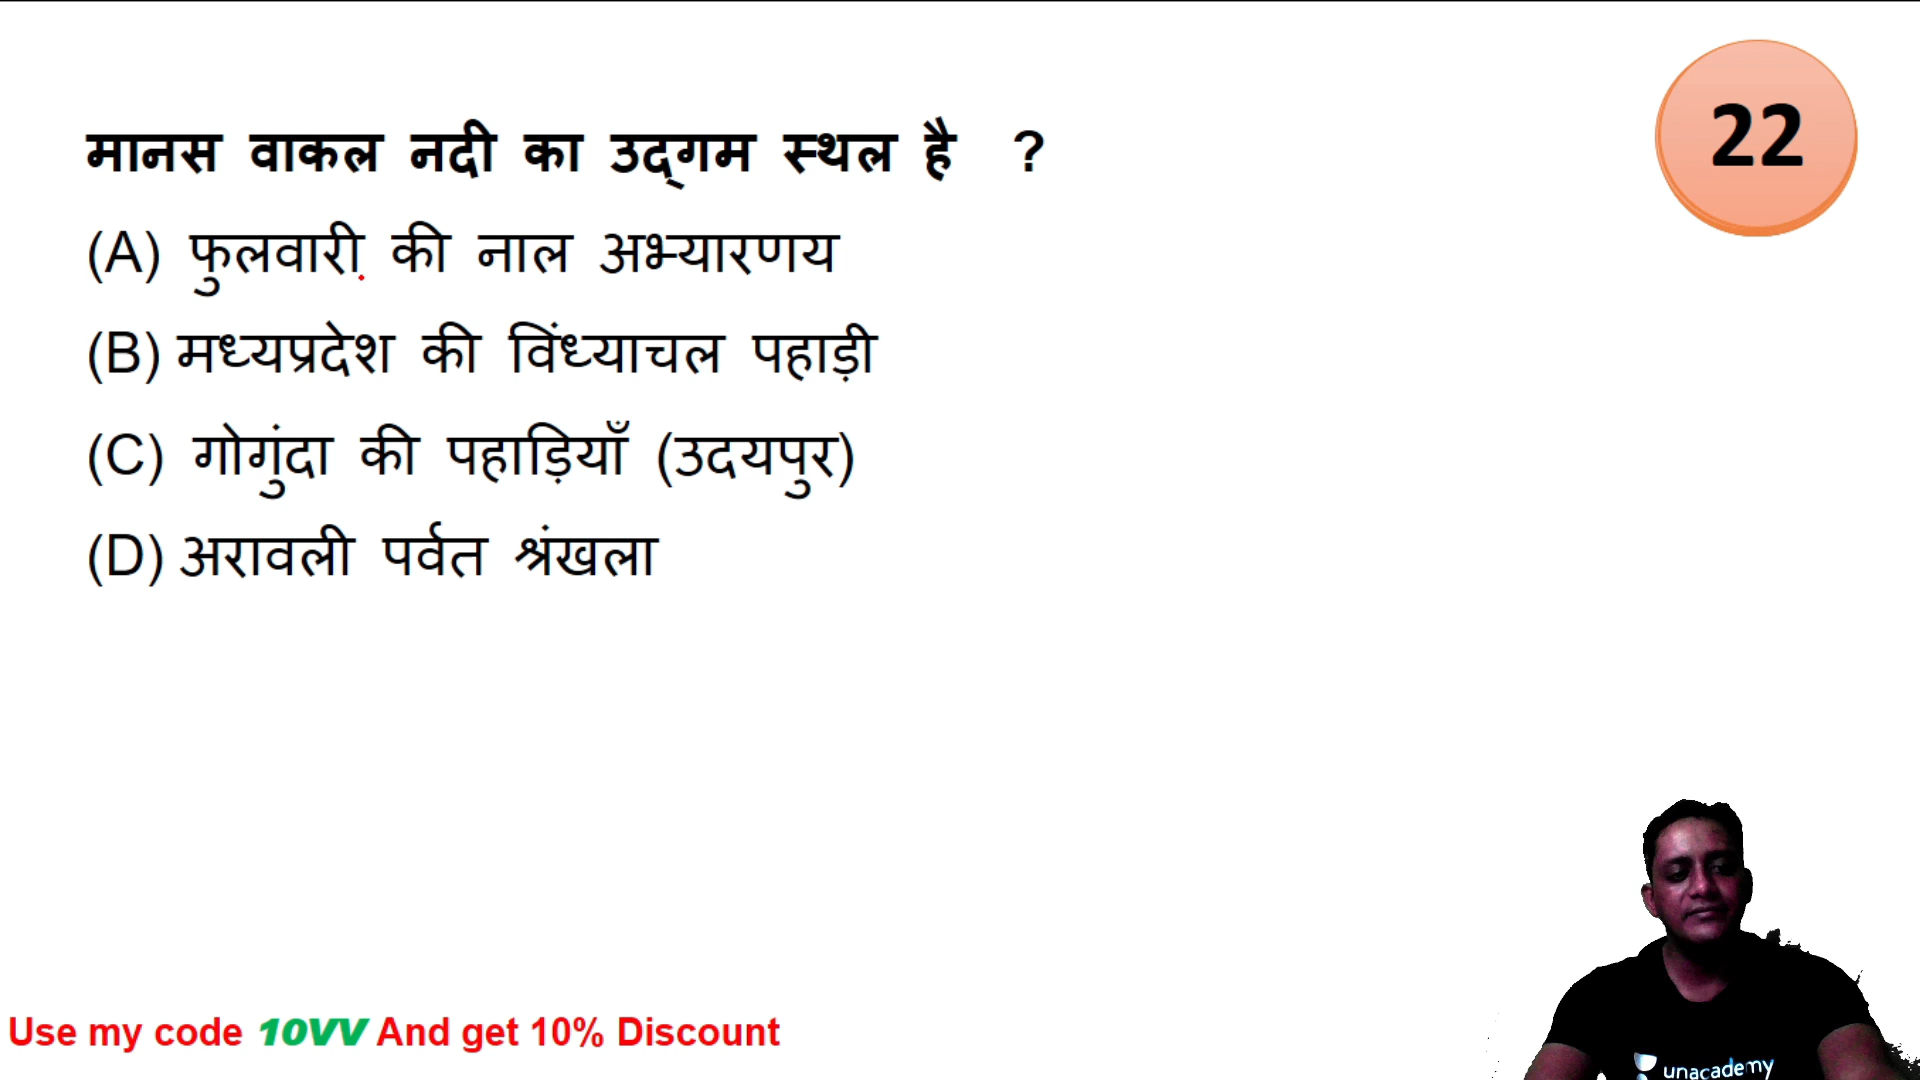 मानस वाकल नदी का उद्गम स्थल है ?
22
(A) फुलवारी की नाल अभ्यारणय
(B) मध्यप्रदेश की विंध्याचल पहाड़ी
(C) गोगुंदा की पहाड़ियाँ (उदयपुर)
(D) अरावली पर्वत श्रंखला
Use my code 10VV And get 10% Discount
unacademy